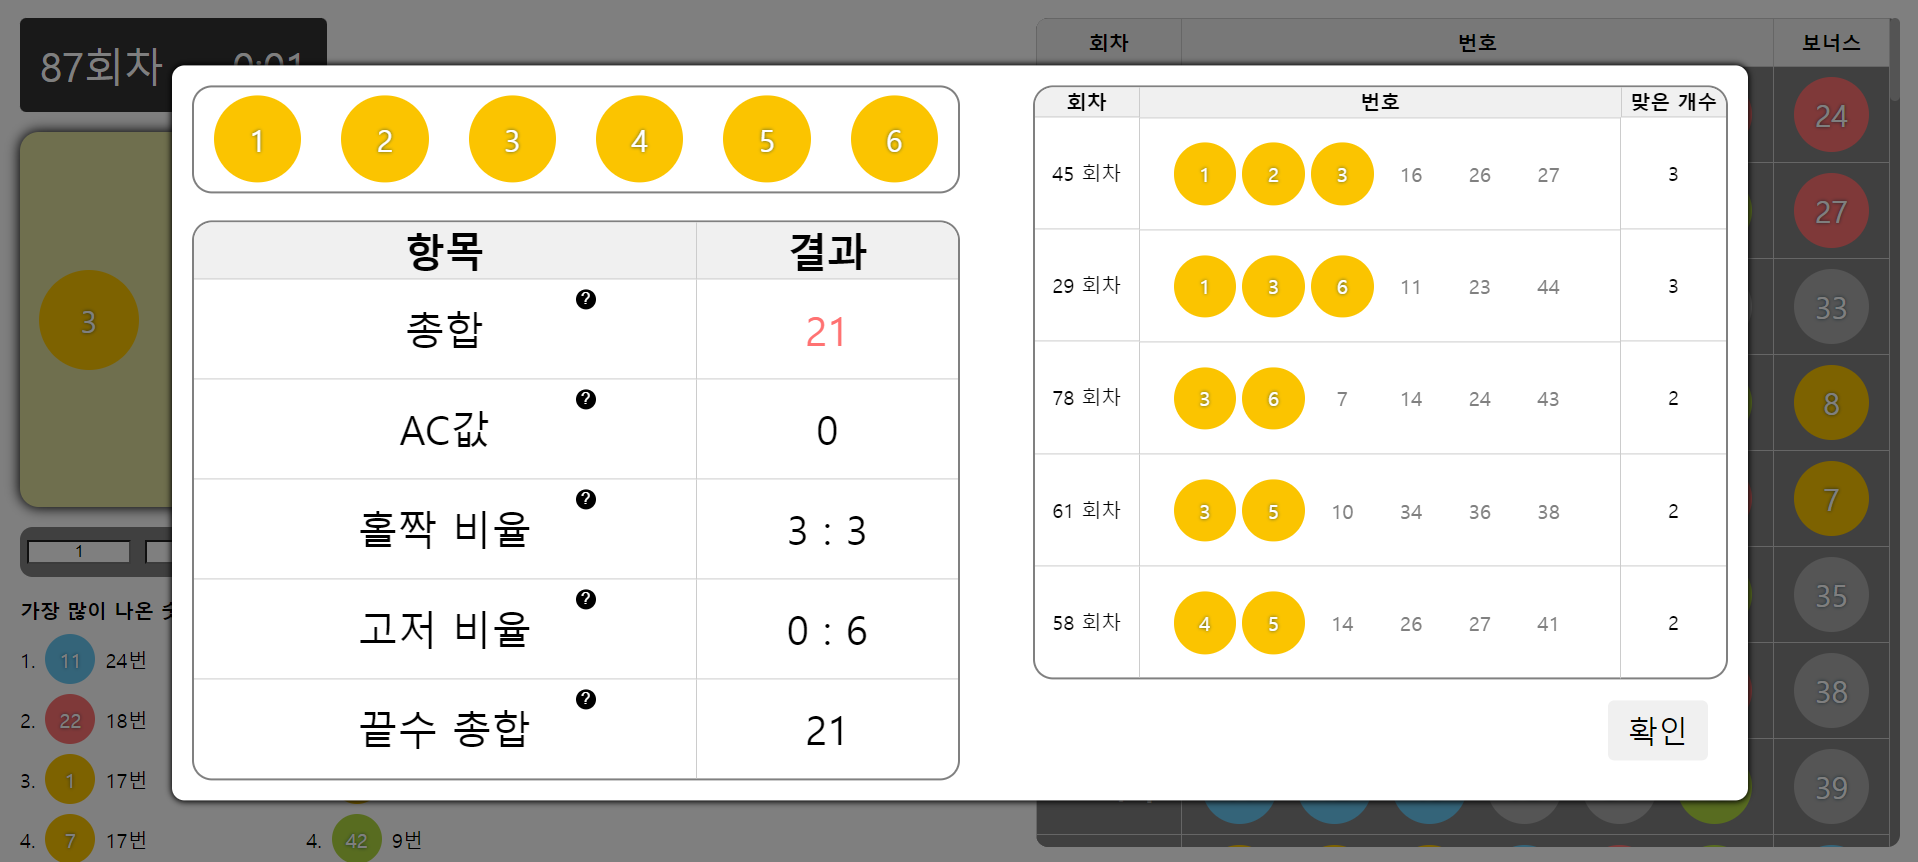 87회차 0:01
1 2 3 4 5 6
항목 결과
총합 ? 21
AC값 ? 0
홀짝 비율 ? 3 : 3
고저 비율 ? 0 : 6
끝수 총합 ? 21
회차 번호 맞은 개수
45 회차 1 2 3 16 26 27 3
29 회차 1 3 6 11 23 44 3
78 회차 3 6 7 14 24 43 2
61 회차 3 5 10 34 36 38 2
58 회차 4 5 14 26 27 41 2
확인
3
1
가장 많이 나온
1. 11 24번
2. 22 18번
3. 1 17번
4. 7 17번
4. 42 9번
회차 번호 보너스
24
27
33
8
7
35
38
39